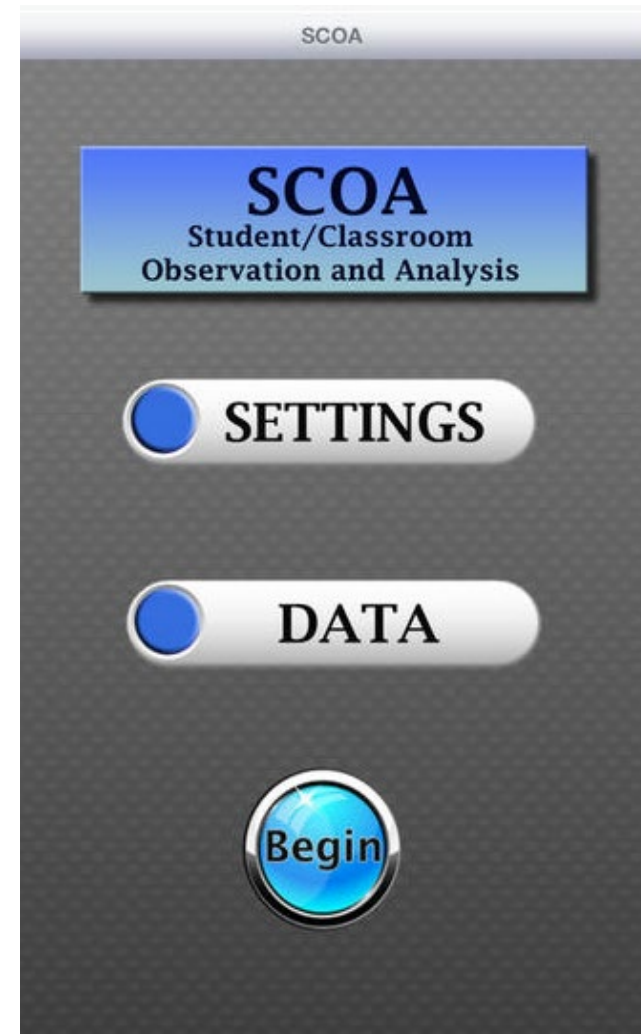 SCOA
SCOA
Student/Classroom
Observation and Analysis
SETTINGS
DATA
Begin